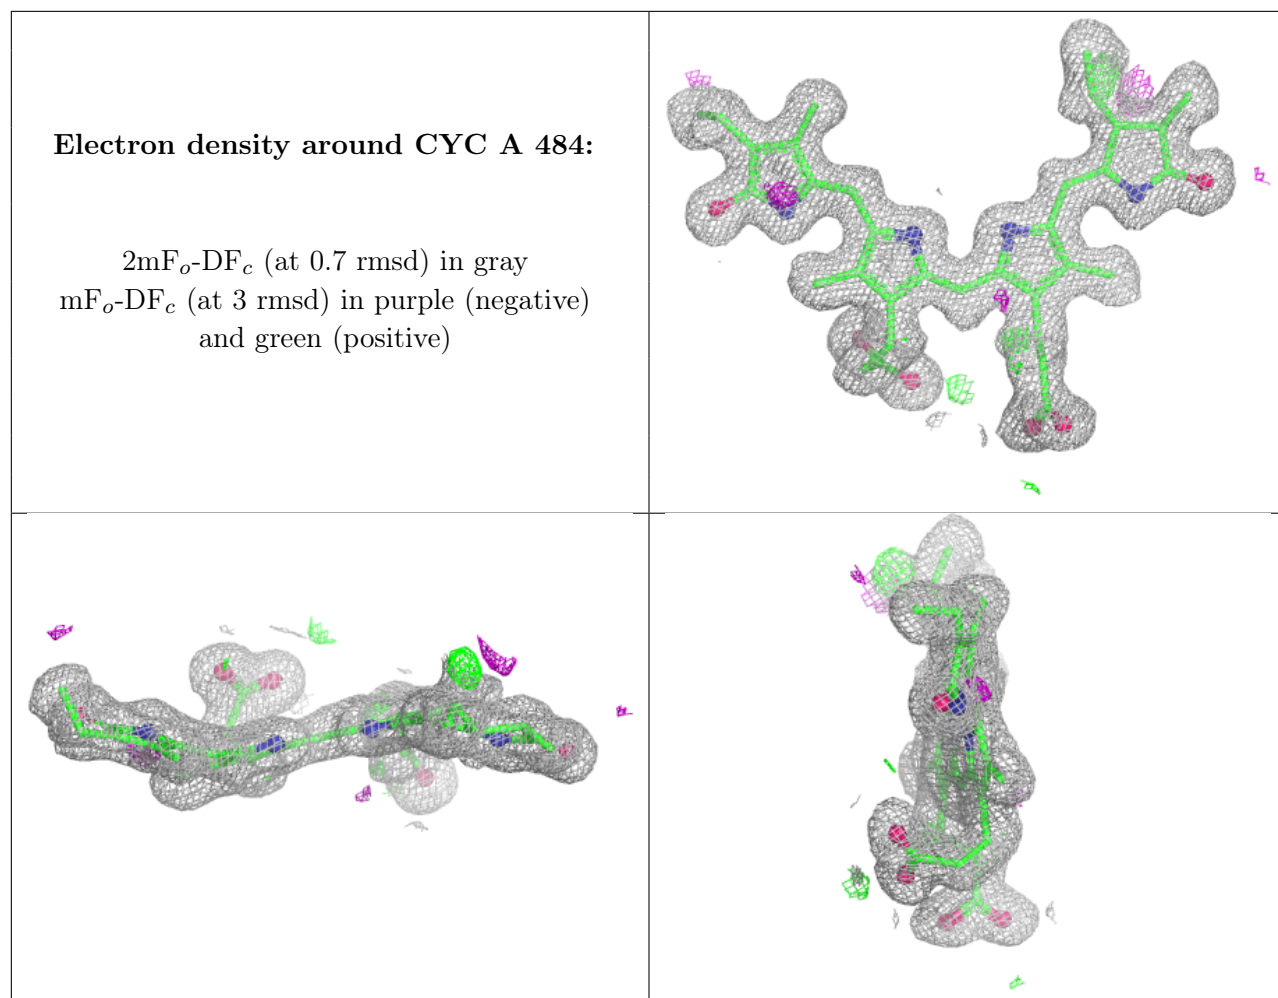 Electron density around CYC A 484:
2mFo-DFc (at 0.7 rmsd) in gray
mFo-DFc (at 3 rmsd) in purple (negative)
and green (positive)